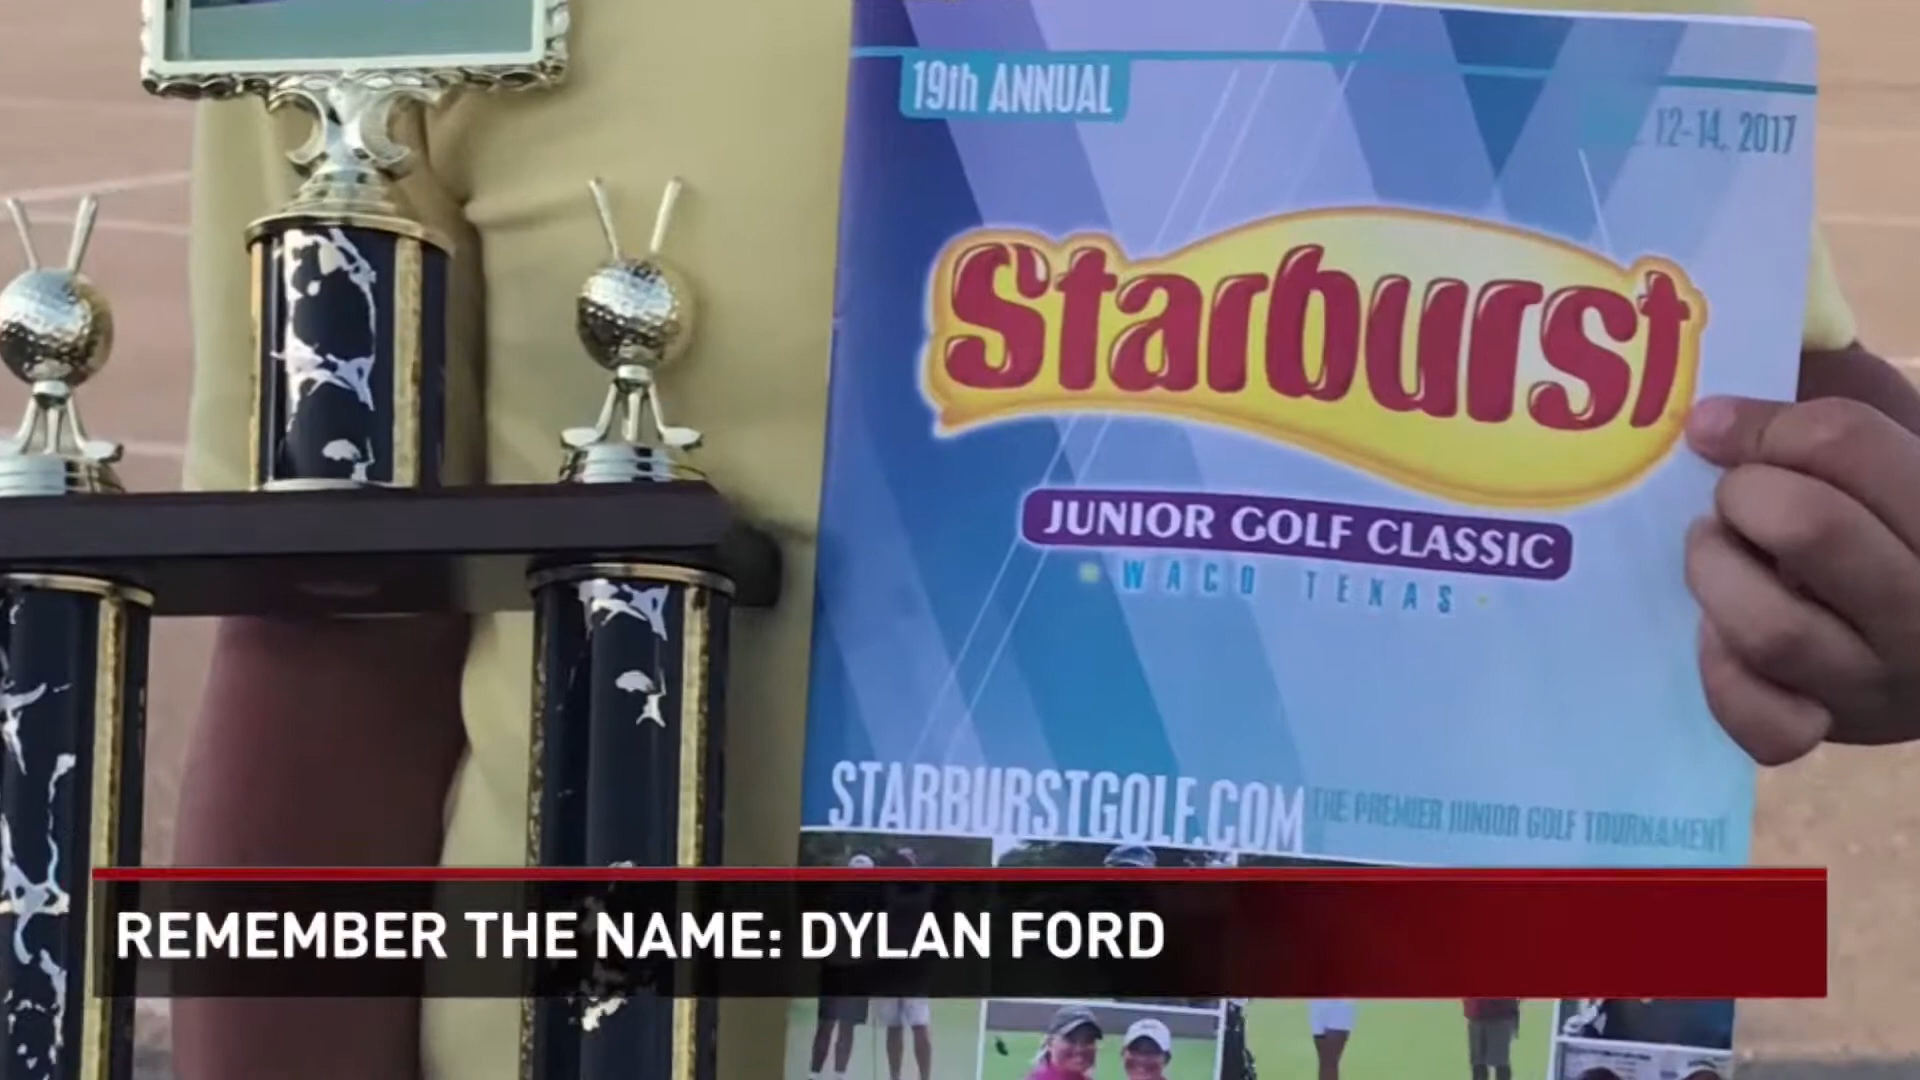 19th ANNUAL
12-14, 2017
Starburst
JUNIOR GOLF CLASSIC
WACO TEXAS
STARBURSTGOLF.COM THE PREMIER JUNIOR GOLF TOURNAMENT
REMEMBER THE NAME: DYLAN FORD